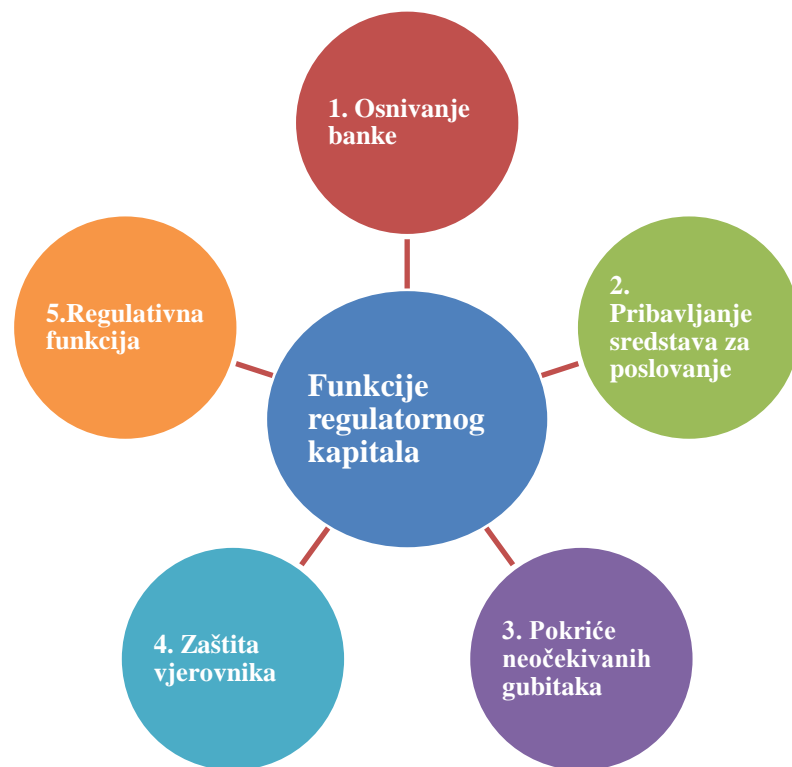 1. Osnivanje
banke
2.
Pribavljanje
sredstava za
poslovanje
3. Pokriće
neočekivanih
gubitaka
4. Zaštita
vjerovnika
5.Regulativna
funkcija
Funkcije
regulatornog
kapitala